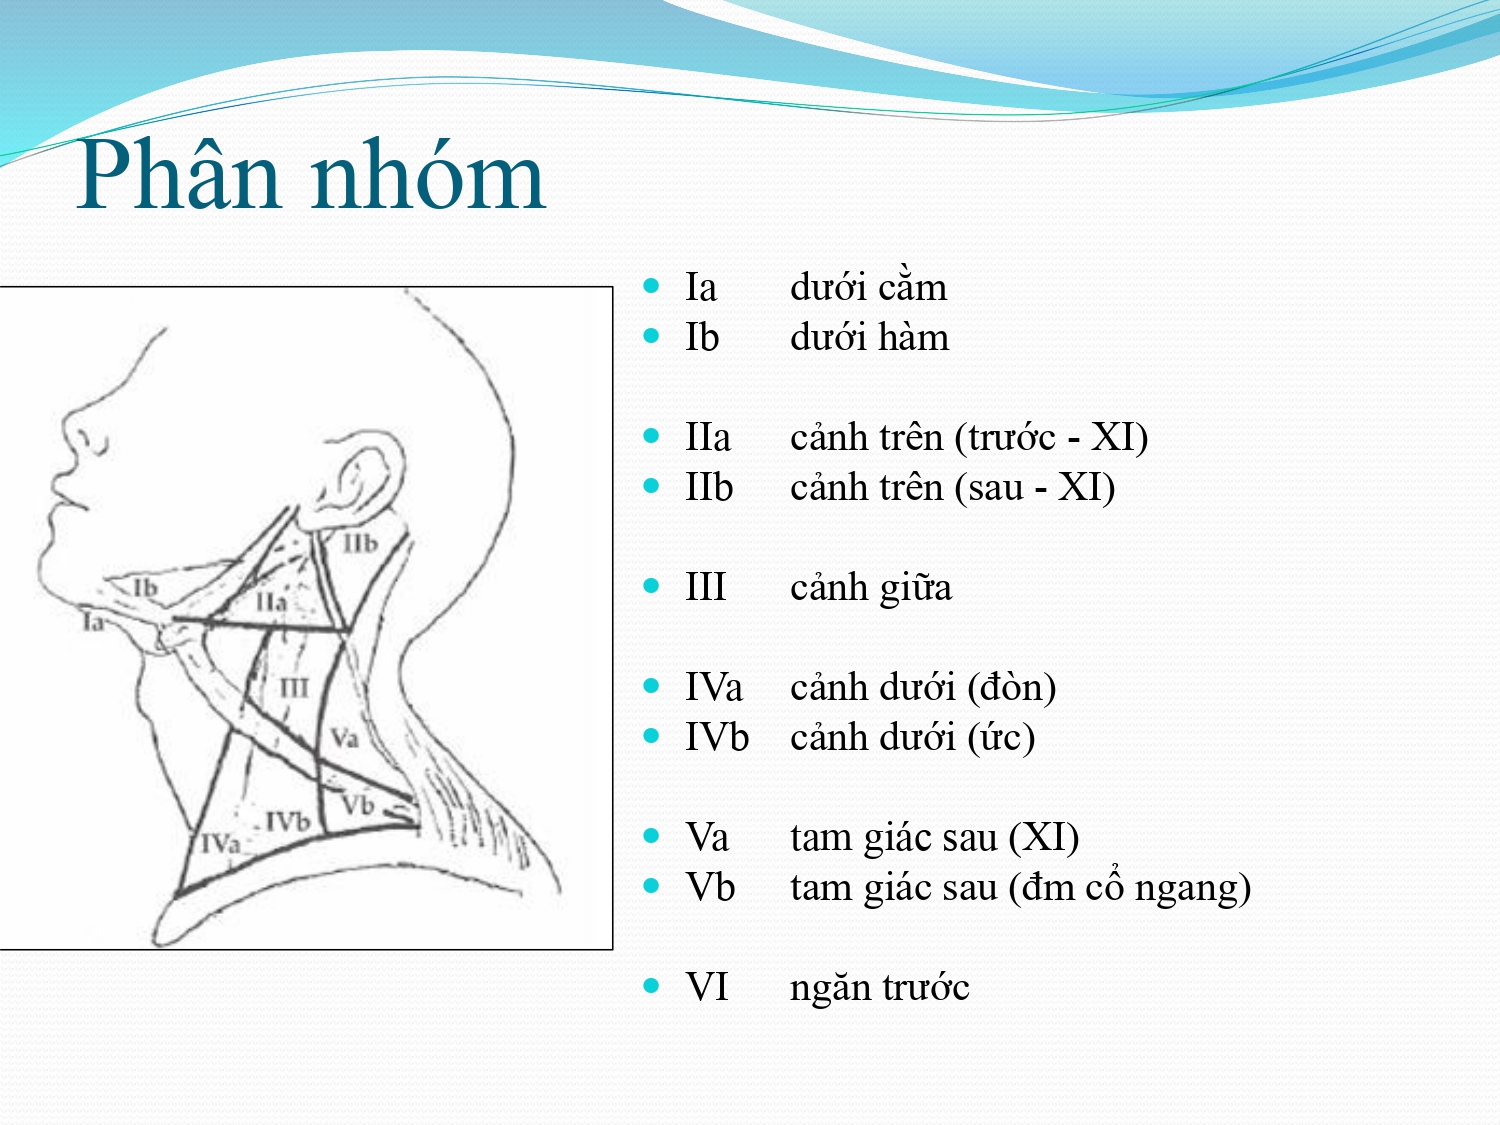 Phân nhóm
Ia dưới cằm
Ib dưới hàm
IIa cảnh trên (trước - XI)
IIb cảnh trên (sau - XI)
III cảnh giữa
IVa cảnh dưới (đòn)
IVb cảnh dưới (ức)
Va tam giác sau (XI)
Vb tam giác sau (đm cổ ngang)
VI ngăn trước
IIb
Ib
IIa
Ia
III
Va
Vb
IVb
IVa